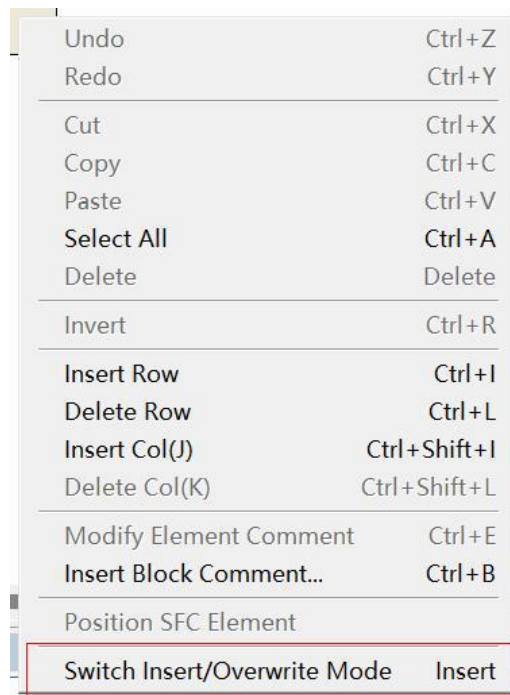 Undo Ctrl+Z
Redo Ctrl+Y
Cut Ctrl+X
Copy Ctrl+C
Paste Ctrl+V
Select All Ctrl+A
Delete Delete
Invert Ctrl+R
Insert Row Ctrl+I
Delete Row Ctrl+L
Insert Col(J) Ctrl+Shift+I
Delete Col(K) Ctrl+Shift+L
Modify Element Comment Ctrl+E
Insert Block Comment... Ctrl+B
Position SFC Element
Switch Insert/Overwrite Mode Insert